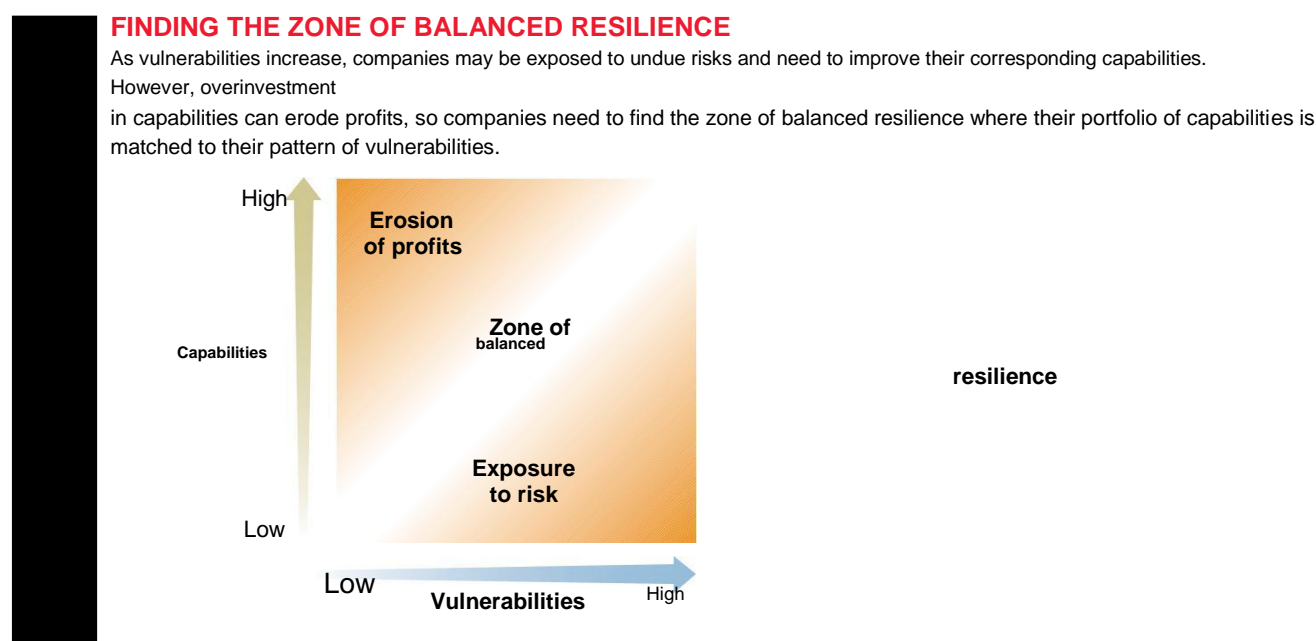 FINDING THE ZONE OF BALANCED RESILIENCE
As vulnerabilities increase, companies may be exposed to undue risks and need to improve their corresponding capabilities.
However, overinvestment
in capabilities can erode profits, so companies need to find the zone of balanced resilience where their portfolio of capabilities is
matched to their pattern of vulnerabilities.
High
Erosion
of profits
Zone of
balanced
Capabilities
resilience
Exposure
to risk
Low
Low
Vulnerabilities
High